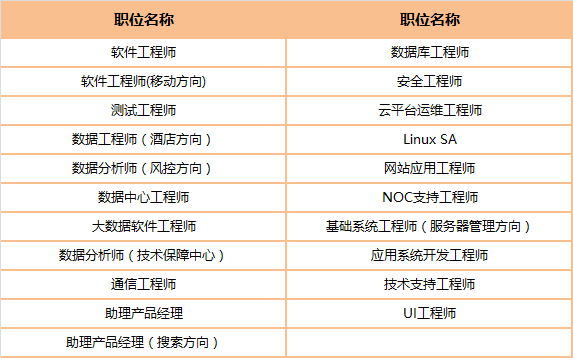 职位名称 职位名称
软件工程师 数据库工程师
软件工程师(移动方向) 安全工程师
测试工程师 云平台运维工程师
数据工程师（酒店方向） Linux SA
数据分析师（风控方向） 网站应用工程师
数据中心工程师 NOC支持工程师
大数据软件工程师 基础系统工程师（服务器管理方向）
数据分析师（技术保障中心） 应用系统开发工程师
通信工程师 技术支持工程师
助理产品经理 UI工程师
助理产品经理（搜索方向）